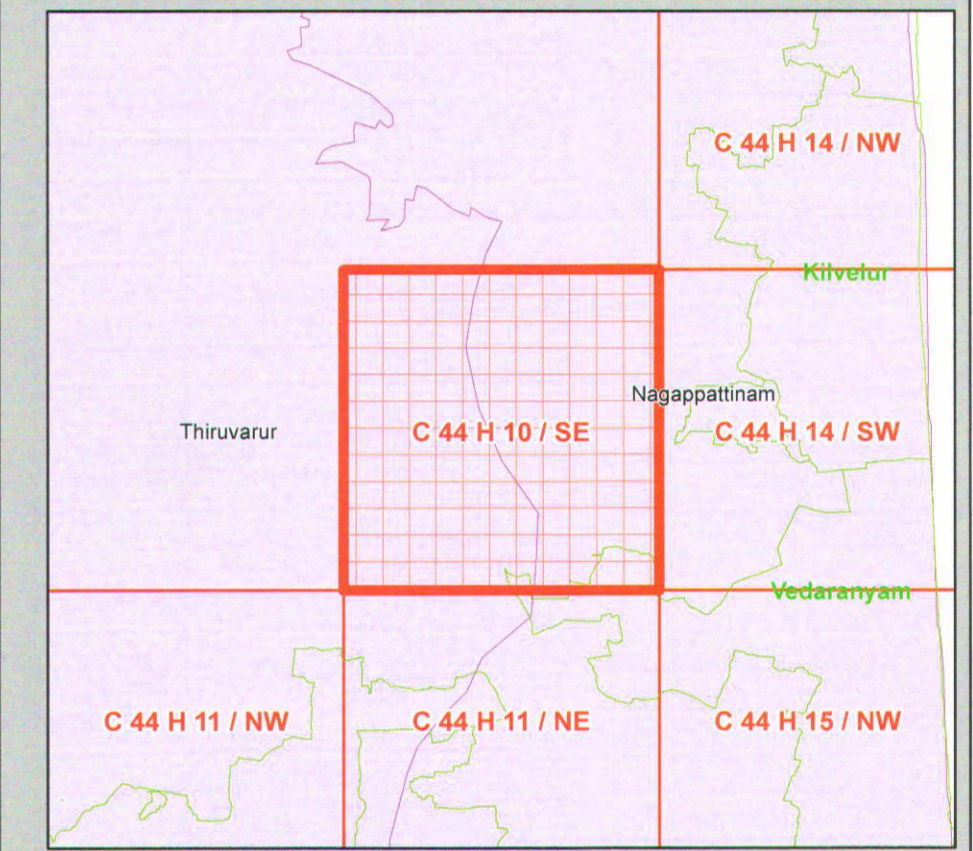 C 44 H 14 / NW
Kilvelur
Nagappattinam
Thiruvarur
C 44 H 10 / SE
C 44 H 14 / SW
Vedaranyam
C 44 H 11 / NW
C 44 H 11 / NE
C 44 H 15 / NW